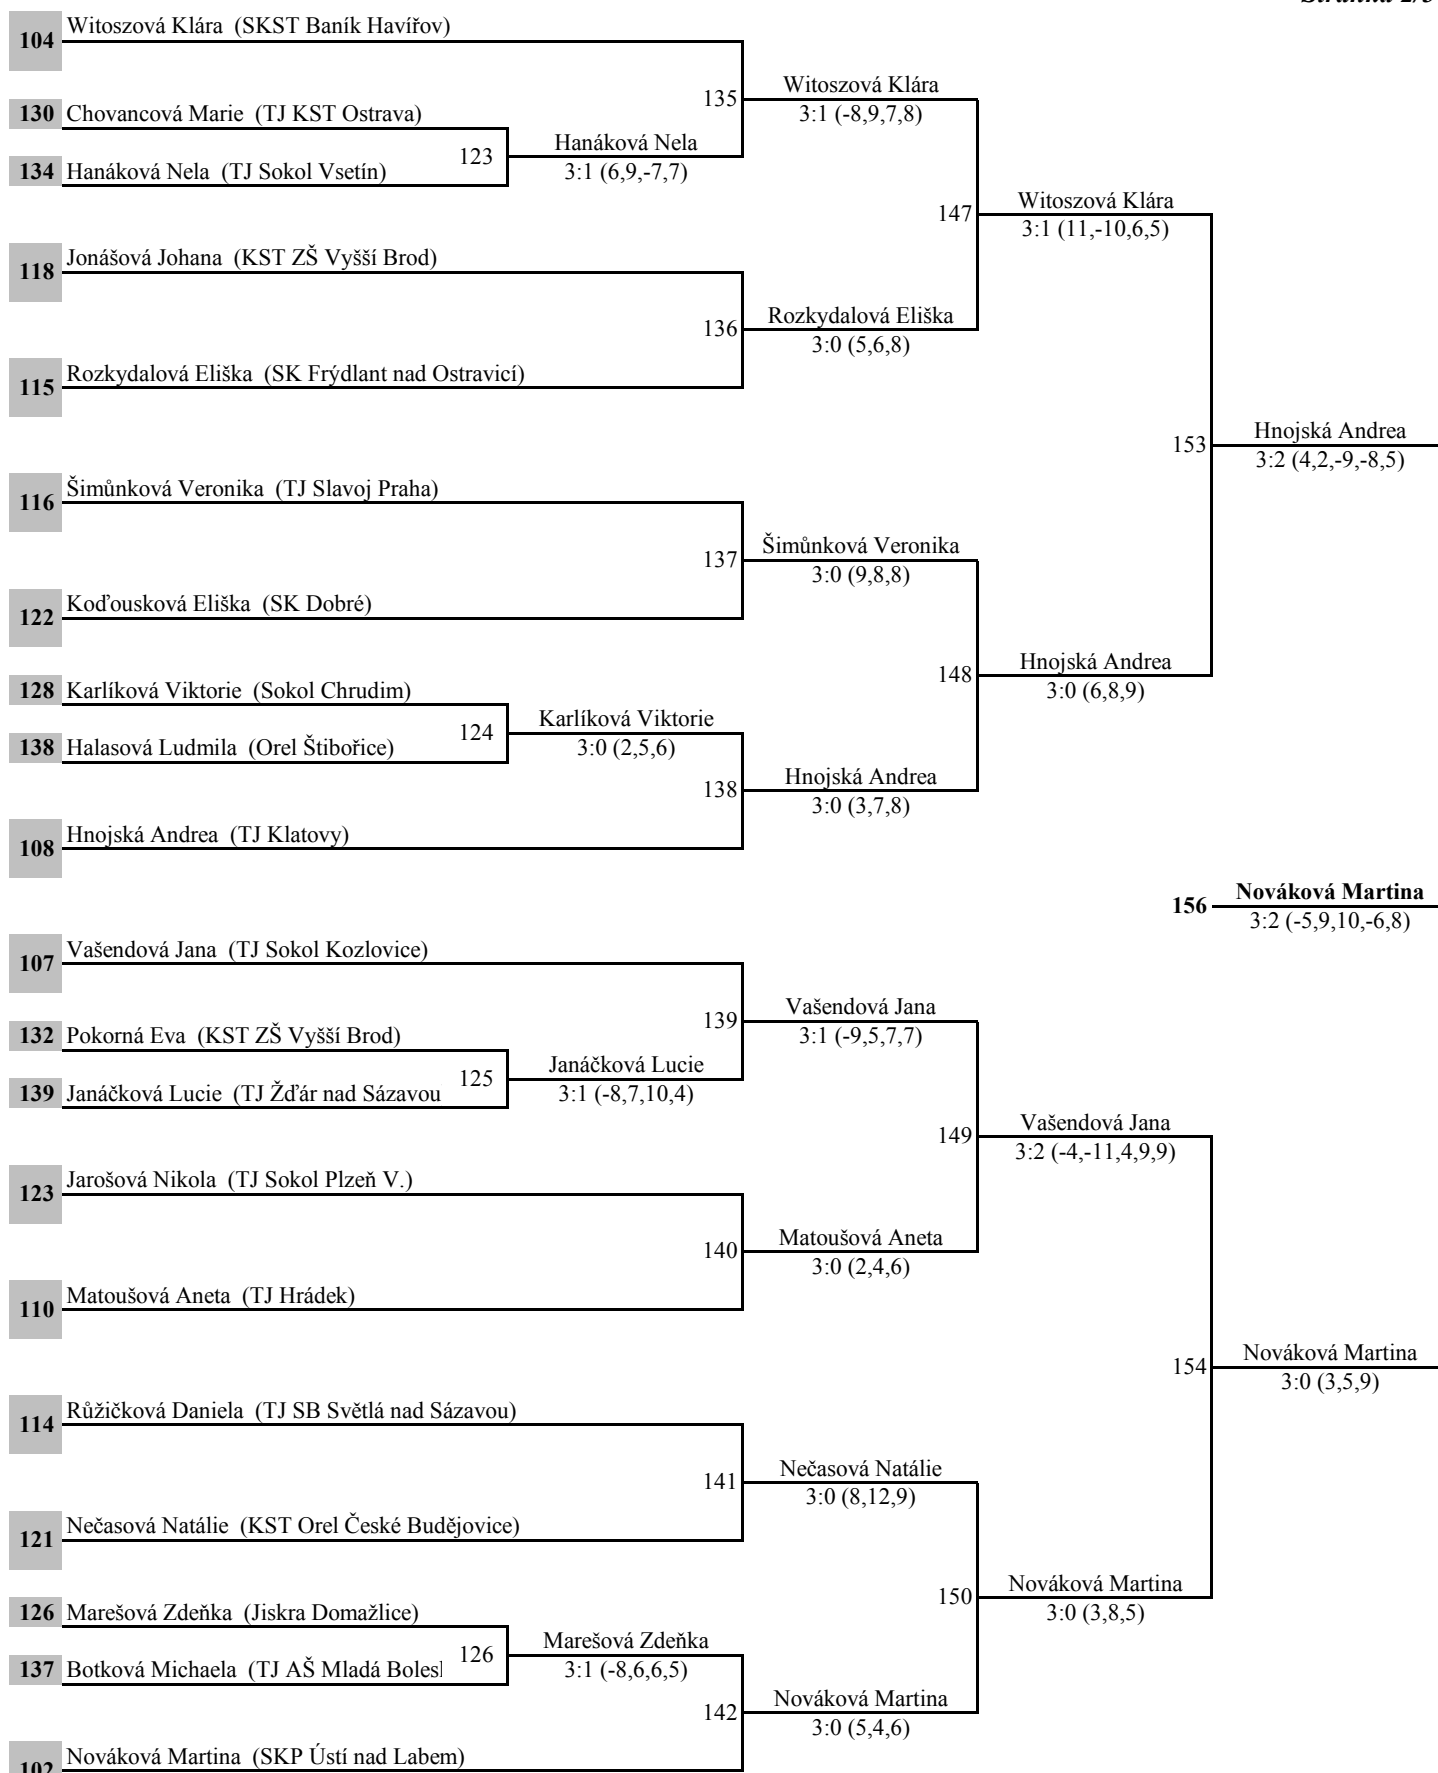 104 Witoszová Klára (SKST Baník Havířov)
135 Witoszová Klára
3:1 (-8,9,7,8)
130 Chovancová Marie (TJ KST Ostrava)
123 Hanáková Nela
3:1 (6,9,-7,7)
134 Hanáková Nela (TJ Sokol Vsetín)
147 Witoszová Klára
3:1 (11,-10,6,5)
118 Jonášová Johana (KST ZŠ Vyšší Brod)
136 Rozkydalová Eliška
3:0 (5,6,8)
115 Rozkydalová Eliška (SK Frýdlant nad Ostravicí)
153 Hnojská Andrea
3:2 (4,2,-9,-8,5)
116 Šimůnková Veronika (TJ Slavoj Praha)
137 Šimůnková Veronika
3:0 (9,8,8)
122 Koďousková Eliška (SK Dobré)
148 Hnojská Andrea
3:0 (6,8,9)
128 Karlíková Viktorie (Sokol Chrudim)
124 Karlíková Viktorie
3:0 (2,5,6)
138 Halasová Ludmila (Orel Štibořice)
138 Hnojská Andrea
3:0 (3,7,8)
108 Hnojská Andrea (TJ Klatovy)
156 Nováková Martina
3:2 (-5,9,10,-6,8)
107 Vašendová Jana (TJ Sokol Kozlovice)
139 Vašendová Jana
3:1 (-9,5,7,7)
132 Pokorná Eva (KST ZŠ Vyšší Brod)
125 Janáčková Lucie
3:1 (-8,7,10,4)
139 Janáčková Lucie (TJ Žďár nad Sázavou
149 Vašendová Jana
3:2 (-4,-11,4,9,9)
123 Jarošová Nikola (TJ Sokol Plzeň V.)
140 Matoušová Aneta
3:0 (2,4,6)
110 Matoušová Aneta (TJ Hrádek)
154 Nováková Martina
3:0 (3,5,9)
114 Růžičková Daniela (TJ SB Světlá nad Sázavou)
141 Nečasová Natálie
3:0 (8,12,9)
121 Nečasová Natálie (KST Orel České Budějovice)
150 Nováková Martina
3:0 (3,8,5)
126 Marešová Zdeňka (Jiskra Domažlice)
126 Marešová Zdeňka
3:1 (-8,6,6,5)
137 Botková Michaela (TJ AŠ Mladá
142 Nováková Martina
3:0 (5,4,6)
102 Nováková Martina (SKP Ústí nad Labem)